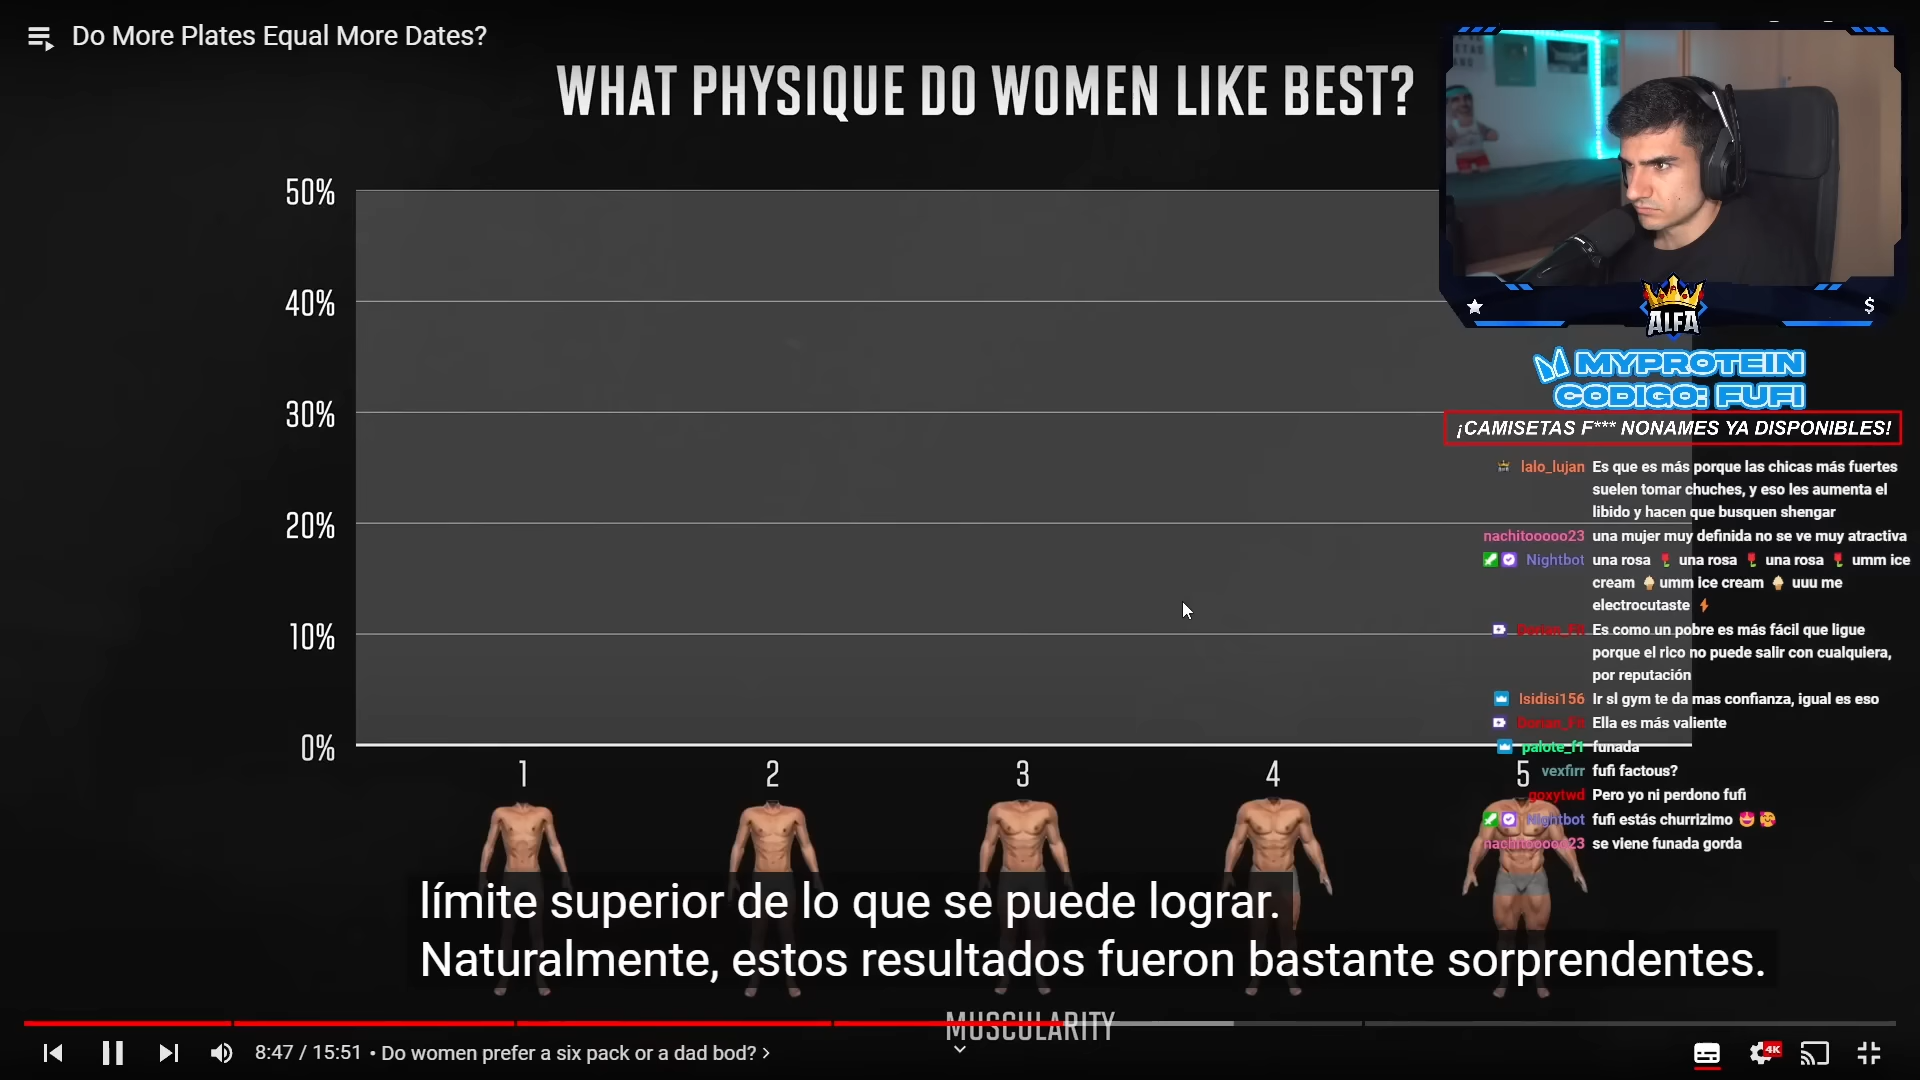 Do More Plates Equal More Dates?
WHAT PHYSIQUE DO WOMEN LIKE BEST?
50%
40%
30%
20%
10%
0%
1 2 3 4 5
MUSCULARITY
límite superior de lo que se puede lograr.
Naturalmente, estos resultados fueron bastante sorprendentes.
8:47 / 15:51 • Do women prefer a six pack or a dad bod?
4K
$
ALFA
MYPROTEIN
CODIGO: FUFI
¡CAMISETAS F*** NONAMES YA DISPONIBLES!
lalo_lujan Es que es más porque las chicas más fuertes
suelen tomar chuches, y eso les aumenta el
libido y hacen que busquen shengar
nachitooooo23 una mujer muy definida no se ve muy atractiva
Nightbot una rosa 🌹 una rosa 🌹 una rosa 🌹 umm ice
cream 🍦 umm ice cream 🍦 uuu me
electrocutaste ⚡
Es como un pobre es más fácil que ligue
porque el rico no puede salir con cualquiera,
por reputación
Isidisi156 Ir sl gym te da mas confianza, igual es eso
Ella es más valiente
palote_f1 funada
vexfirr fufi factous?
goxytwd Pero yo ni perdono fufi
Nightbot fufi estás churrizimo 😍 🥰
nachitooooo23 se viene funada gorda